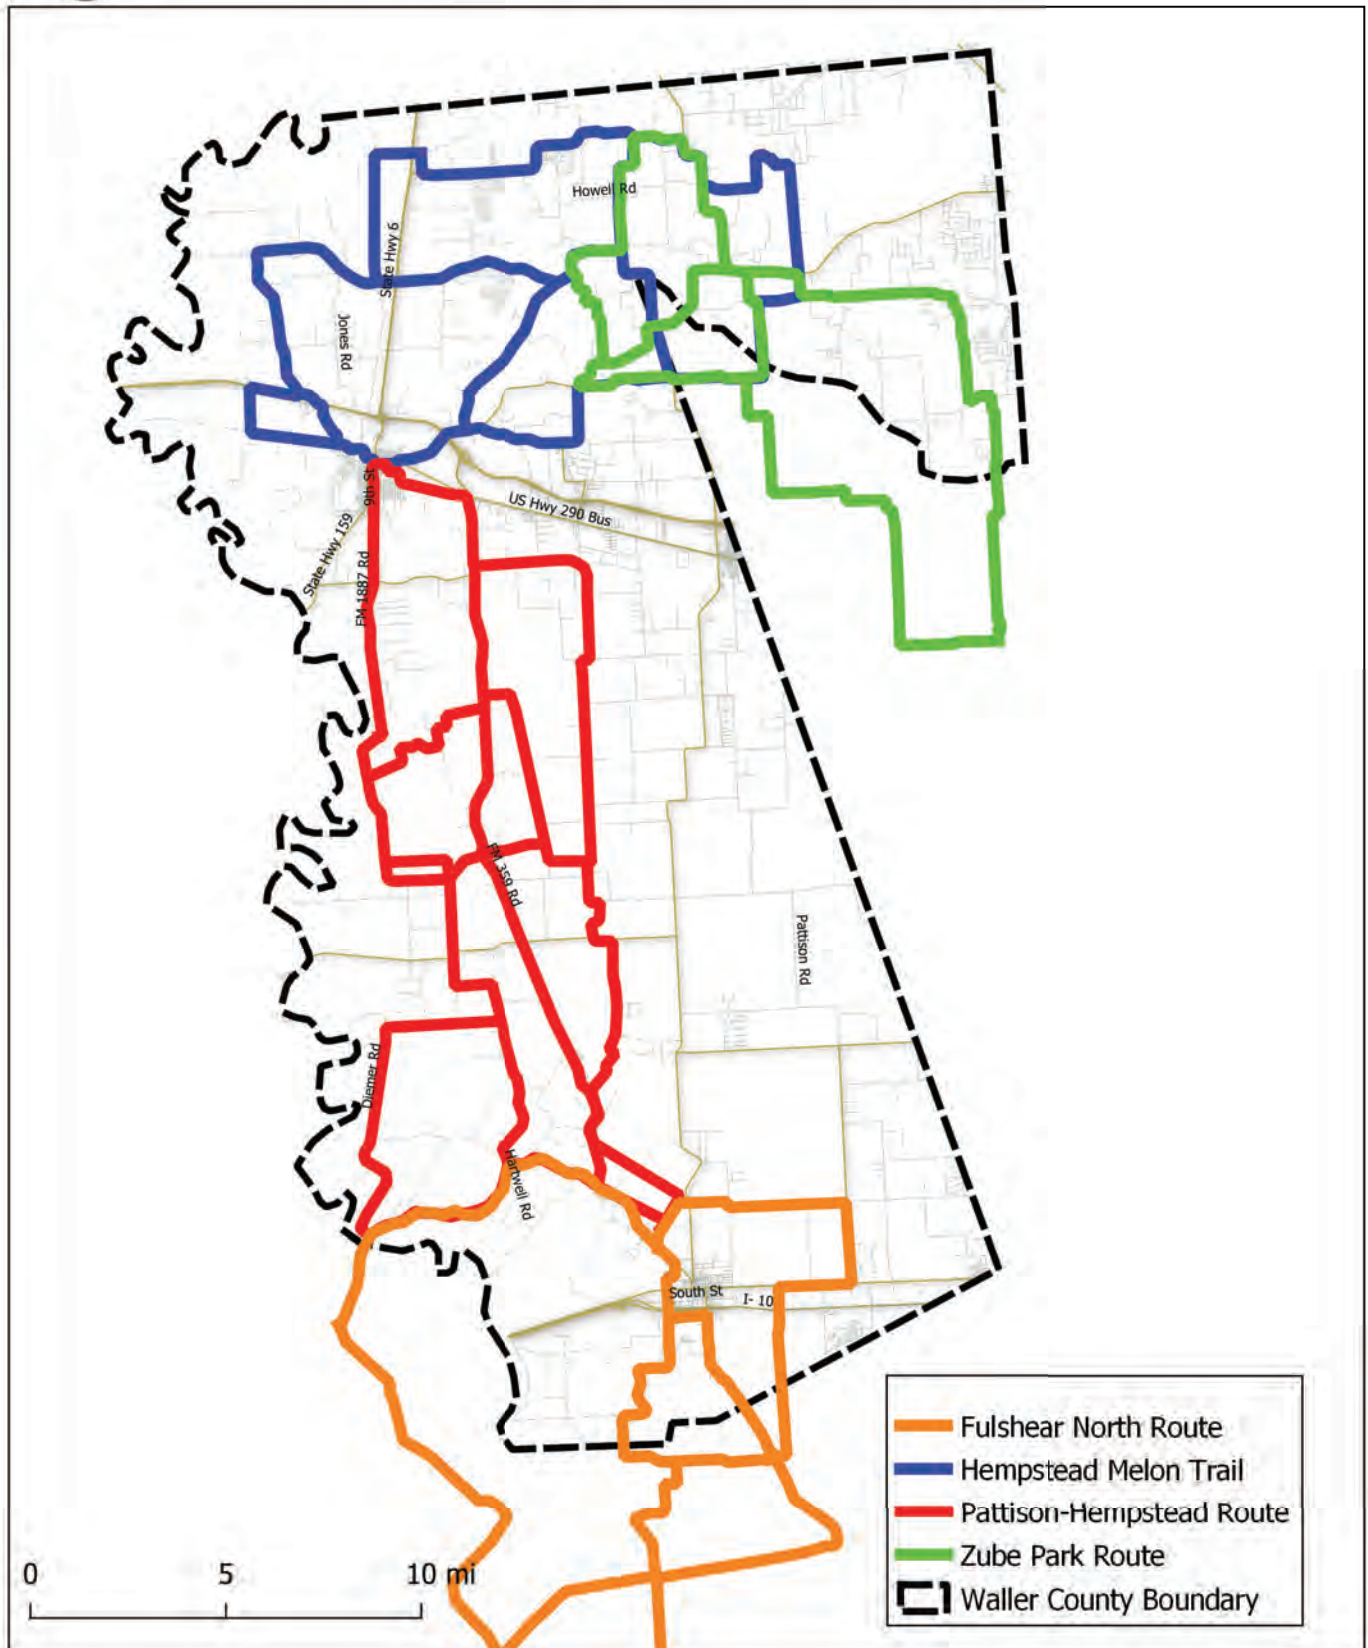 Howell Rd
State Hwy 6
Jones Rd
9th St
US Hwy 290 Bus
State Hwy 159
FM 1887 Rd
FM 359 Rd
Pattison Rd
Diemer Rd
Hartwell Rd
South St
I- 10
Fulshear North Route
Hempstead Melon Trail
Pattison-Hempstead Route
Zube Park Route
Waller County Boundary
0 5 10 mi